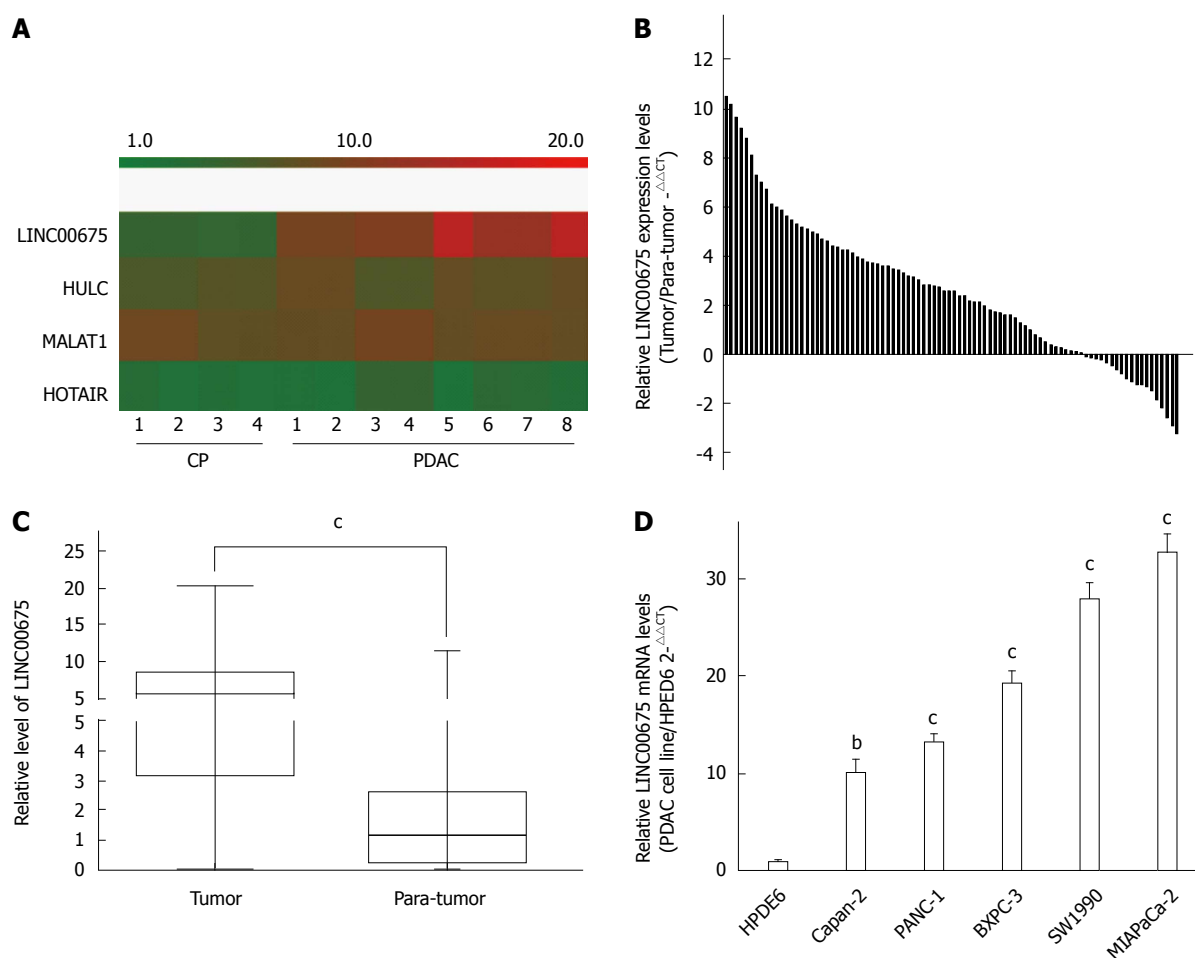 A
1.0 10.0 20.0
LINC00675
HULC
MALAT1
HOTAIR
1 2 3 4 1 2 3 4 5 6 7 8
CP PDAC
B
Relative LINC00675 expression levels
(Tumor/Para-tumor -△△CT)
12
10
8
6
4
2
0
-2
-4
C
c
Relative level of LINC00675
25
20
15
10
5
5
4
3
2
1
0
Tumor Para-tumor
D
Relative LINC00675 mRNA levels
(PDAC cell line/HPED6 2-△△CT)
30
20
10
0
b
c
c
c
c
HPDE6
Capan-2
PANC-1
BXPC-3
SW1990
MIAPaCa-2